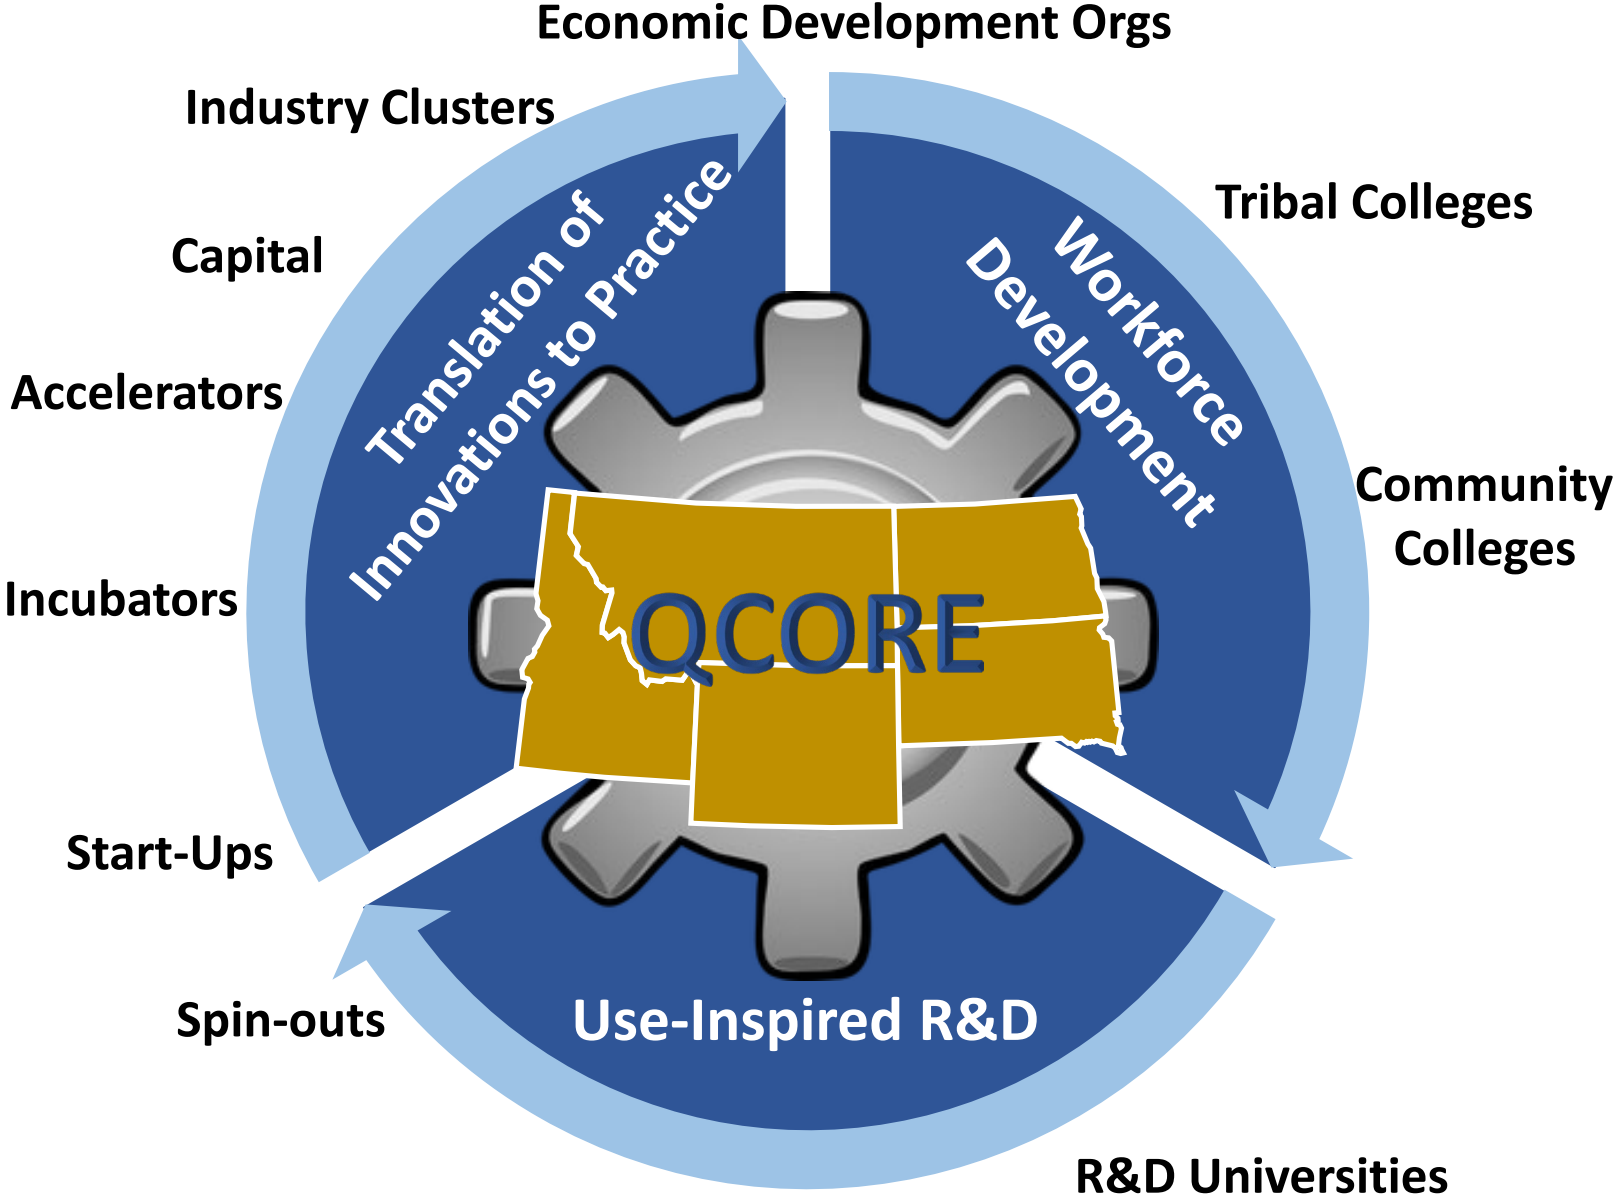 Economic Development Orgs
Industry Clusters
Tribal Colleges
Capital
Translation of
Innovations to Practice
Workforce
Development
Accelerators
Community
Colleges
Incubators
QCORE
Start-Ups
Spin-outs
Use-Inspired R&D
R&D Universities